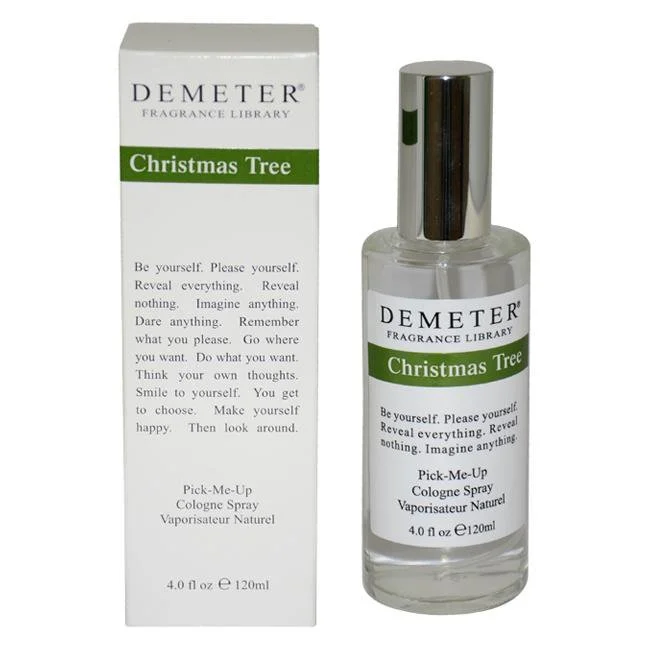 DEMETER®
FRAGRANCE LIBRARY
Christmas Tree
Be yourself. Please yourself.
Reveal everything. Reveal
nothing. Imagine anything.
Dare anything. Remember
what you please. Go where
you want. Do what you want.
Think your own thoughts.
Smile to yourself. You get
to choose. Make yourself
happy. Then look around.
Pick-Me-Up
Cologne Spray
Vaporisateur Naturel
4.0 fl oz ℮ 120ml
DEMETER®
FRAGRANCE LIBRARY
Christmas Tree
Be yourself. Please yourself.
Reveal everything. Reveal
nothing. Imagine anything.
Pick-Me-Up
Cologne Spray
Vaporisateur Naturel
4.0 fl oz ℮120ml